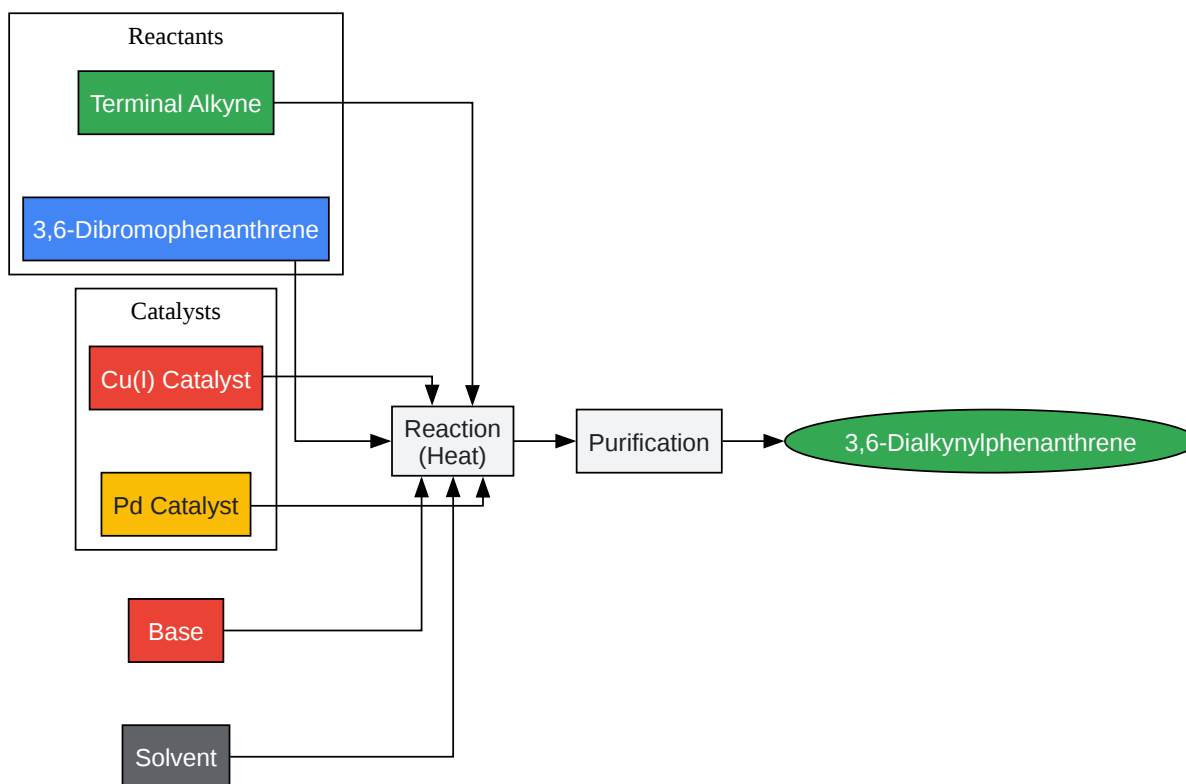 Reactants
Terminal Alkyne
3,6-Dibromophenanthrene
Catalysts
Cu(I) Catalyst
Pd Catalyst
Base
Solvent
Reaction
(Heat)
Purification
3,6-Dialkynylphenanthrene